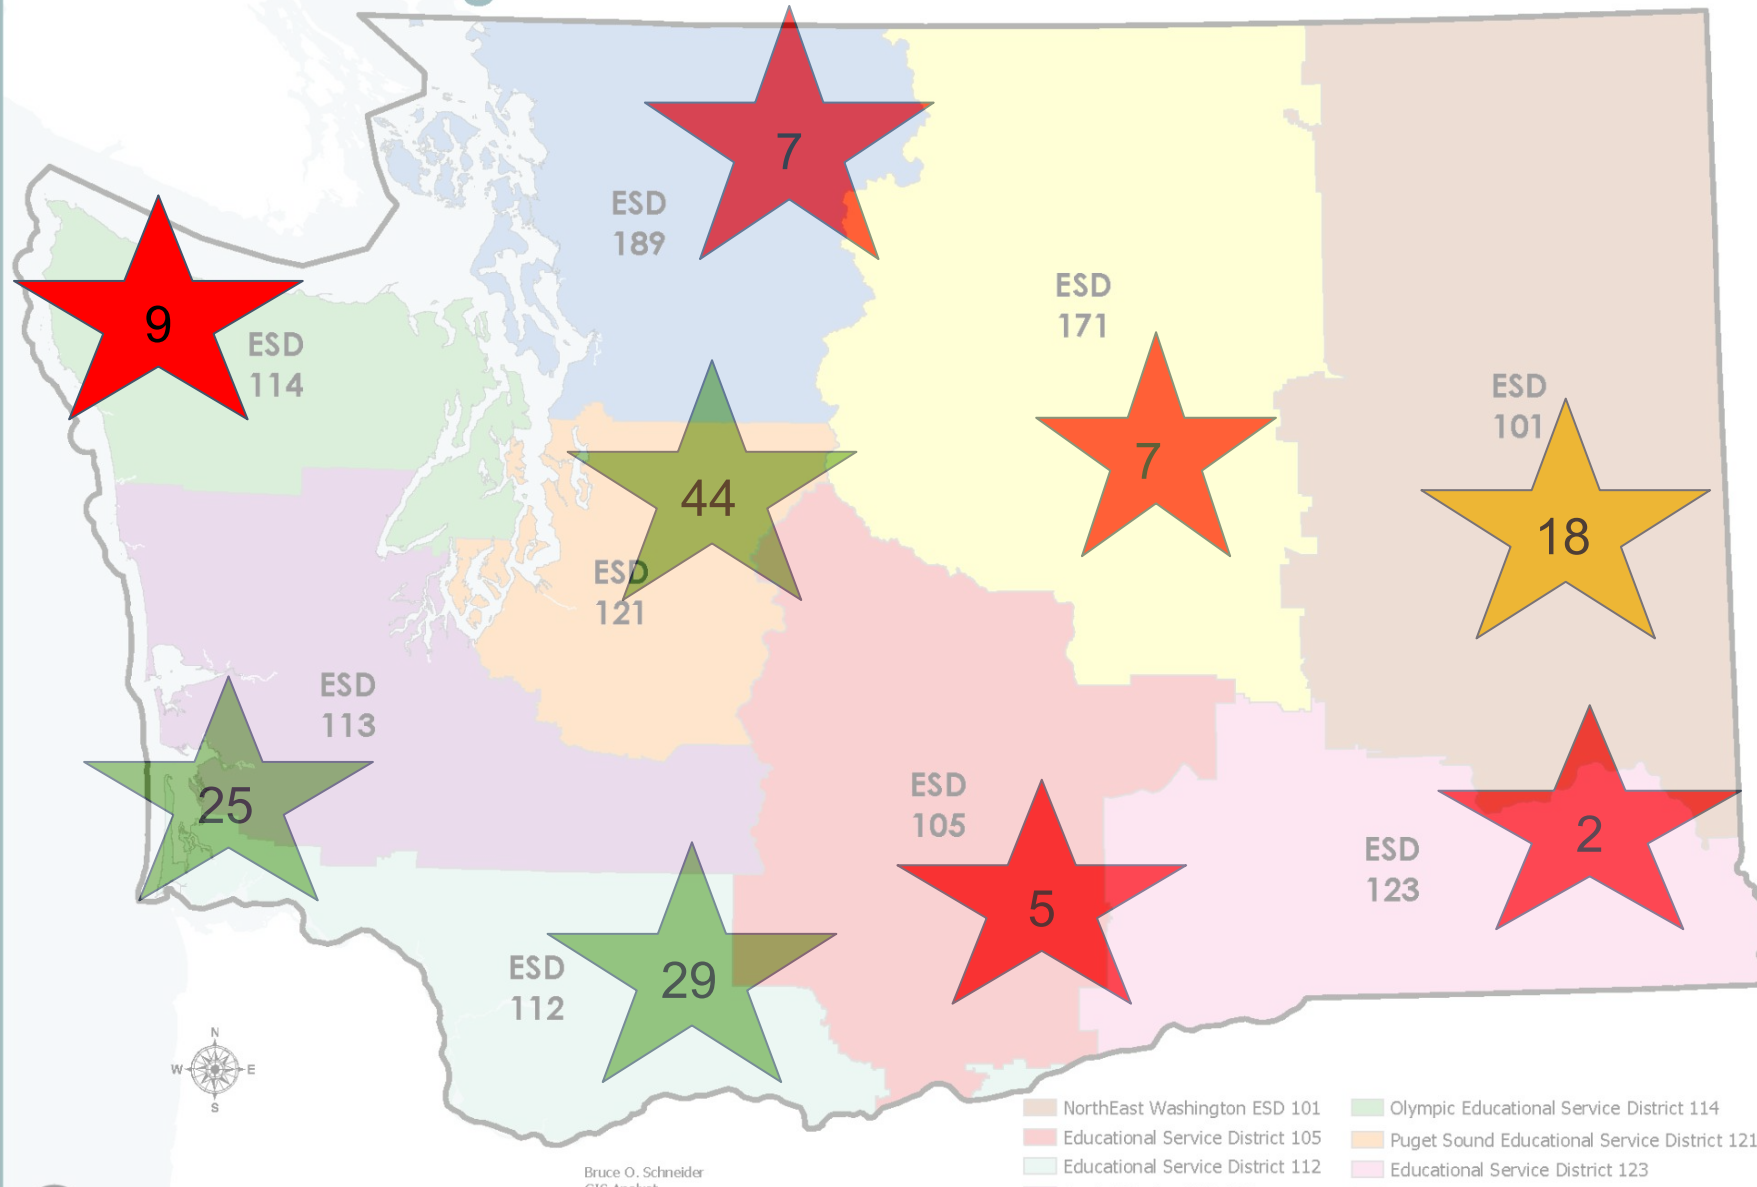 7
ESD
189
9
ESD
114
ESD
171
ESD
101
44
7
18
ESD
121
ESD
113
25
ESD
105
2
ESD
123
5
29
ESD
112
N
W
E
S
NorthEast Washington ESD 101
Olympic Educational Service District 114
Educational Service District 105
Puget Sound Educational Service District 121
Educational Service District 112
Educational Service District 123
Bruce O. Schneider